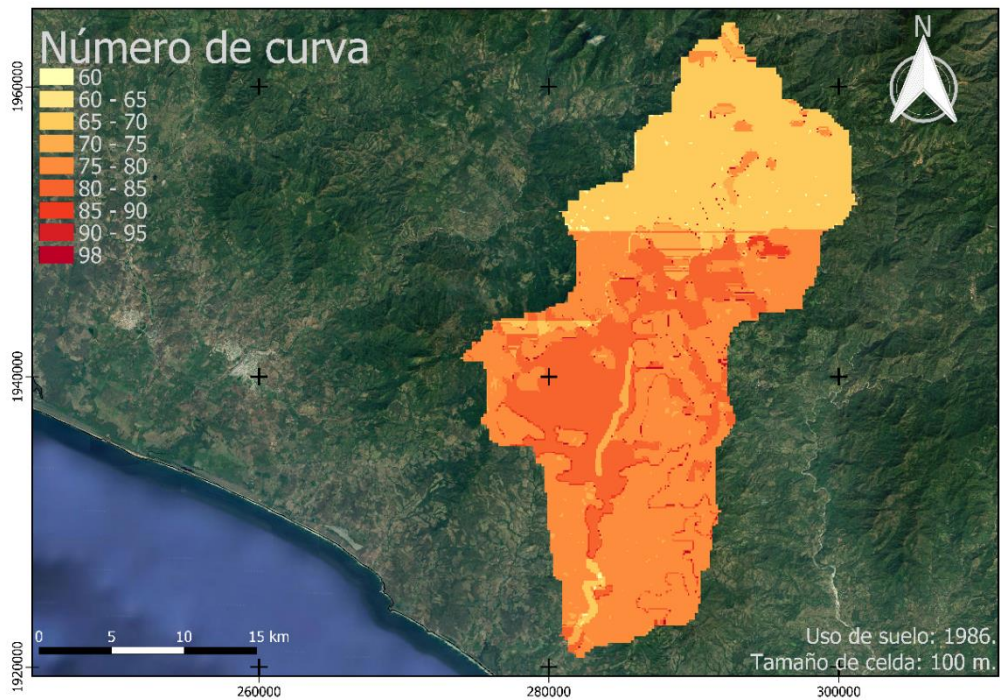 Número de curva
60
60 - 65
65 - 70
70 - 75
75 - 80
80 - 85
85 - 90
90 - 95
98
N
1960000
1940000
1920000
0 5 10 15 km
Uso de suelo: 1986.
Tamaño de celda: 100 m.
260000 280000 300000